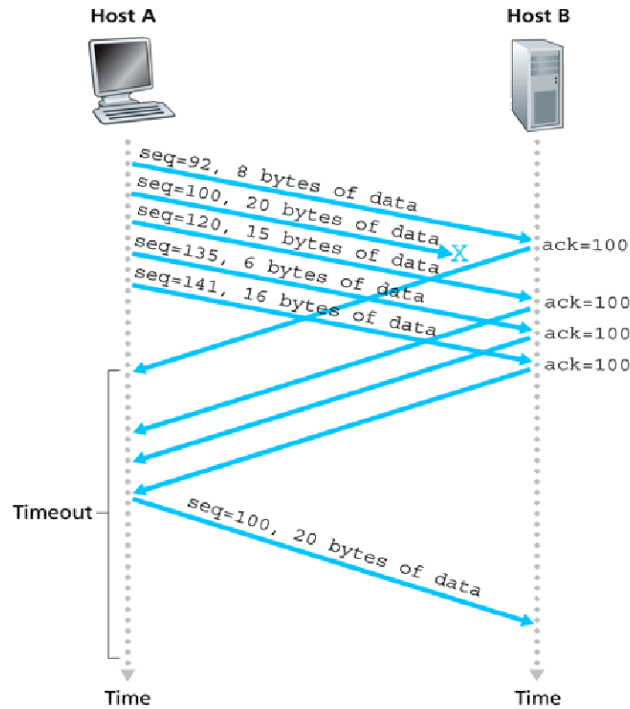 Host A
Host B
seq=92, 8 bytes of data
seq=100, 20 bytes of data
X
seq=120, 15 bytes of data
seq=135, 6 bytes of data
seq=141, 16 bytes of data
ack=100
ack=100
ack=100
ack=100
Timeout
seq=100, 20 bytes of data
Time
Time